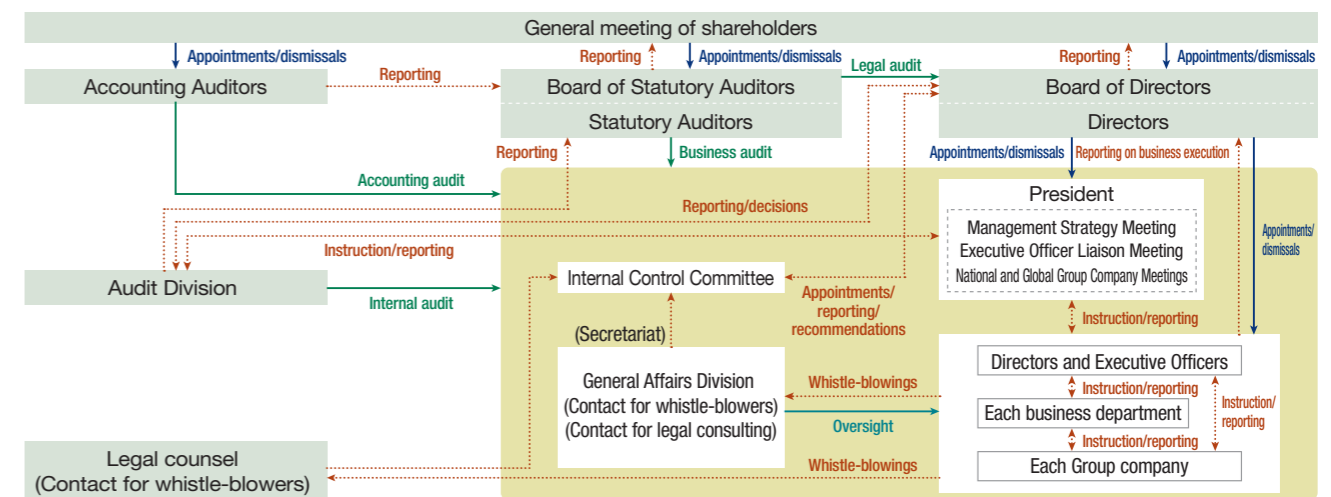 General meeting of shareholders
Appointments/dismissals
Reporting
Appointments/dismissals
Reporting
Appointments/dismissals
Accounting Auditors
Reporting
Board of Statutory Auditors
Statutory Auditors
Legal audit
Board of Directors
Directors
Reporting
Business audit
Appointments/dismissals
Reporting on business execution
Accounting audit
President
Management Strategy Meeting
Executive Officer Liaison Meeting
National and Global Group Company Meetings
Reporting/decisions
Instruction/reporting
Appointments/
dismissals
Audit Division
Internal audit
Internal Control Committee
Appointments/
reporting/
recommendations
(Secretariat)
Instruction/reporting
General Affairs Division
(Contact for whistle-blowers)
(Contact for legal consulting)
Whistle-blowings
Oversight
Directors and Executive Officers
Instruction/reporting
Each business department
Instruction/reporting
Each Group company
Instruction/
reporting
Legal counsel
(Contact for whistle-blowers)
Whistle-blowings